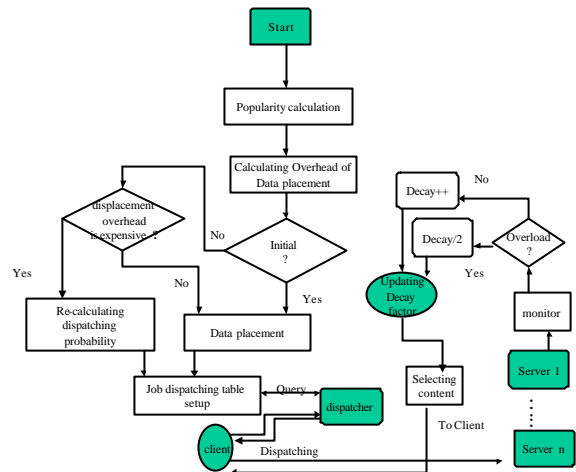 Start
Popularity calculation
Calculating Overhead of
Data placement
displacement
overhead
is expensive ?
No
Initial
?
Yes
No
Yes
Re-calculating
dispatching
probability
Data placement
Job dispatching table
setup
Query
dispatcher
client
Dispatching
To Client
Decay++
No
Decay/2
Yes
Overload
?
Updating
Decay
factor
monitor
Selecting
content
Server 1
......
Server n